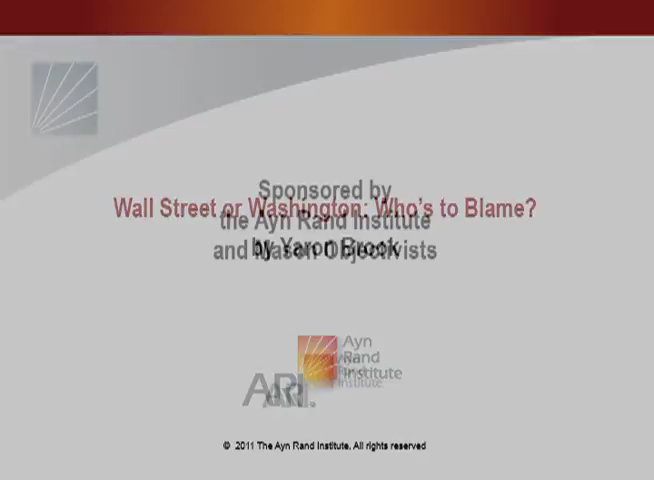 Sponsored by
Wall Street or Washington: Who's to Blame?
the Ayn Rand Institute
by Yaron Brook
and Mason Objectivists
ARI.
Ayn
Rand
Institute
© 2011 The Ayn Rand Institute. All rights reserved